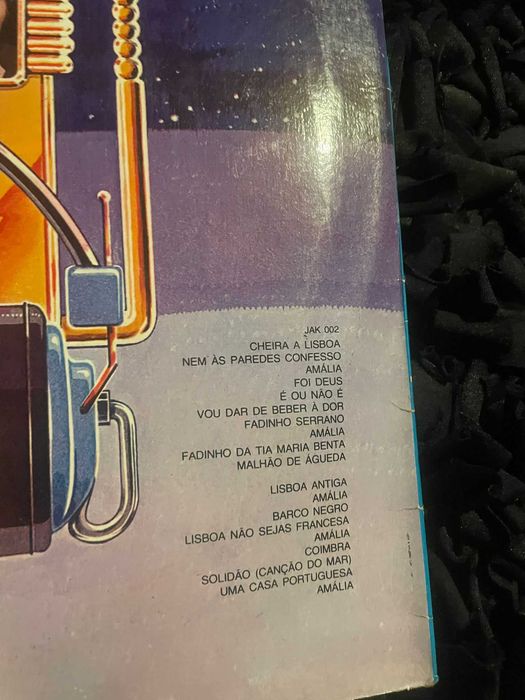 JAK 002
CHEIRA A LISBOA
NEM ÀS PAREDES CONFESSO
AMÁLIA
FOI DEUS
É OU NÃO É
VOU DAR DE BEBER À DOR
FADINHO SERRANO
AMÁLIA
FADINHO DA TIA MARIA BENTA
MALHÃO DE ÁGUEDA
LISBOA ANTIGA
AMÁLIA
BARCO NEGRO
LISBOA NÃO SEJAS FRANCESA
AMÁLIA
COIMBRA
SOLIDÃO (CANÇÃO DO MAR)
UMA CASA PORTUGUESA
AMÁLIA